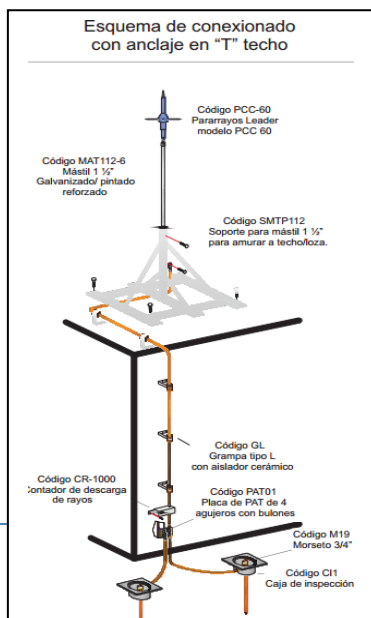 Esquema de conexionado
con anclaje en “T” techo
Código PCC-60
Pararrayos Leader
modelo PCC 60
Código MAT112-6
Mástil 1 ½”
Galvanizado/ pintado
reforzado
Código SMTP112
Soporte para mástil 1 ½”
para amurar a techo/loza.
Código GL
Grampa tipo L
con aislador cerámico
Código CR-1000
Contador de descarga
de rayos
Código PAT01
Placa de PAT de 4
agujeros con bulones
Código M19
Morseto 3/4”
Código CI1
Caja de inspección